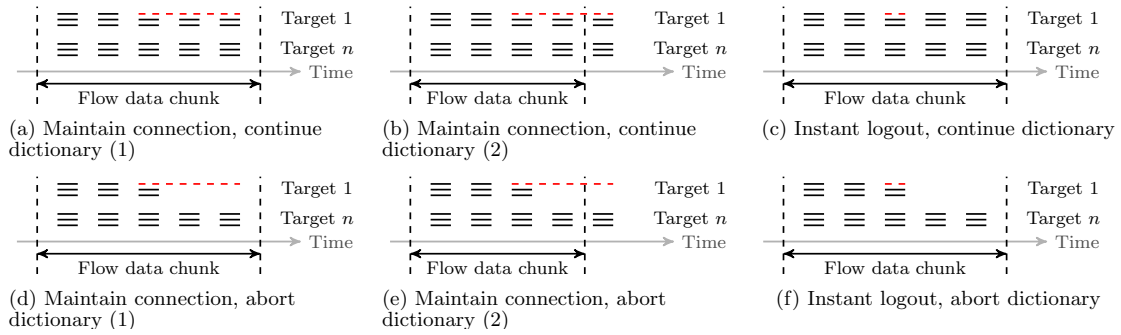 Target 1
Target n
Time
Flow data chunk
(a) Maintain connection, continue
dictionary (1)
Target 1
Target n
Time
Flow data chunk
(b) Maintain connection, continue
dictionary (2)
Target 1
Target n
Time
Flow data chunk
(c) Instant logout, continue dictionary
Target 1
Target n
Time
Flow data chunk
(d) Maintain connection, abort
dictionary (1)
Target 1
Target n
Time
Flow data chunk
(e) Maintain connection, abort
dictionary (2)
Target 1
Target n
Time
Flow data chunk
(f) Instant logout, abort dictionary